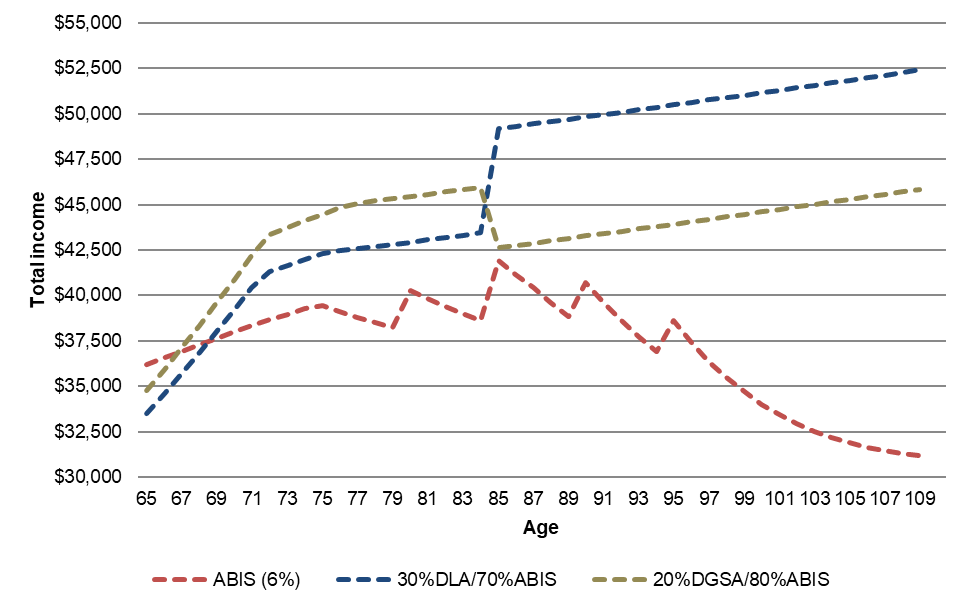 $55,000
$52,500
$50,000
$47,500
$45,000
$42,500
$40,000
$37,500
$35,000
$32,500
$30,000
Total income
65 67 69 71 73 75 77 79 81 83 85 87 89 91 93 95 97 99 101 103 105 107 109
Age
ABIS (6%) 30%DLA/70%ABIS 20%DGSA/80%ABIS